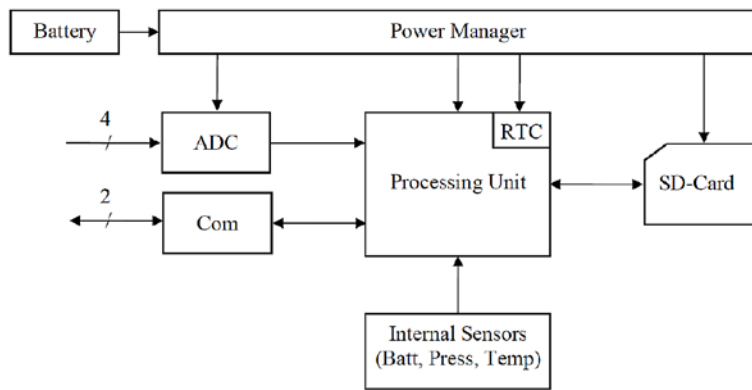 Battery
Power Manager
4
ADC
RTC
Processing Unit
SD-Card
2
Com
Internal Sensors
(Batt, Press, Temp)